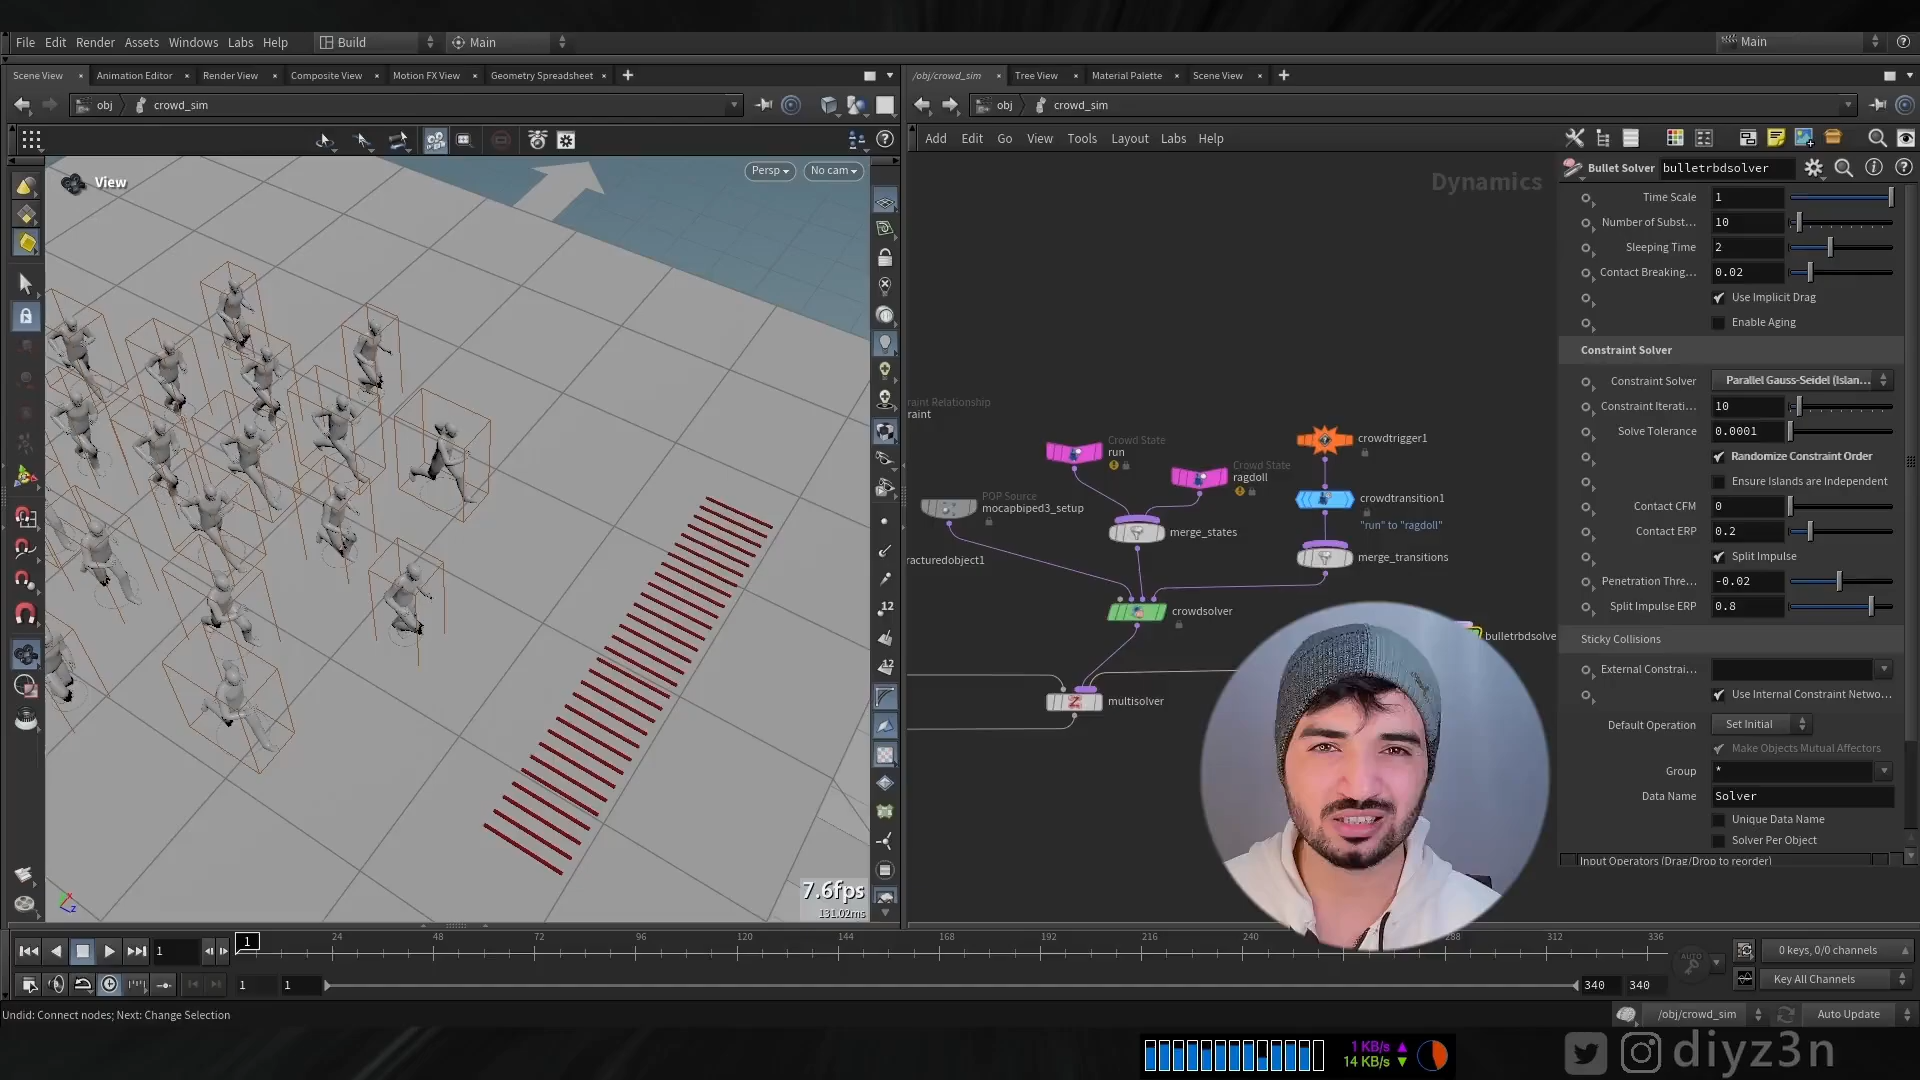 File Edit Render Assets Windows Labs Help Build Main Main
Scene View Animation Editor Render View Composite View Motion FX View Geometry Spreadsheet
/obj/crowd_sim Tree View Material Palette Scene View
obj crowd_sim
obj crowd_sim
Add Edit Go View Tools Layout Labs Help
View
Persp No cam
7.6fps
131.02ms
12
12
Dynamics
raint Relationship
raint
Crowd State
run
Crowd State
ragdoll
crowdtrigger1
POP Source
mocapbiped3_setup
crowdtransition1
"run" to "ragdoll"
merge_states
merge_transitions
racturedobject1
crowdsolver
bulletrbdsolve
multisolver
Bullet Solver bulletrbdsolver
Time Scale 1
Number of Subst... 10
Sleeping Time 2
Contact Breaking... 0.02
Use Implicit Drag
Enable Aging
Constraint Solver
Constraint Solver Parallel Gauss-Seidel (Islan...
Constraint Iterati... 10
Solve Tolerance 0.0001
Randomize Constraint Order
Ensure Islands are Independent
Contact CFM 0
Contact ERP 0.2
Split Impulse
Penetration Thre... -0.02
Split Impulse ERP 0.8
Sticky Collisions
External Constrai...
Use Internal Constraint Netwo...
Default Operation Set Initial
Make Objects Mutual Affectors
Group *
Data Name Solver
Unique Data Name
Solver Per Object
Input Operators (Drag/Drop to reorder)
1 1 24 48 72 96 120 144 168 192 216 240 288 312 336
AUTO
0 keys, 0/0 channels
1 1 340 340
Key All Channels
Undid: Connect nodes; Next: Change Selection
/obj/crowd_sim Auto Update
1 KB/s
14 KB/s
diyz3n